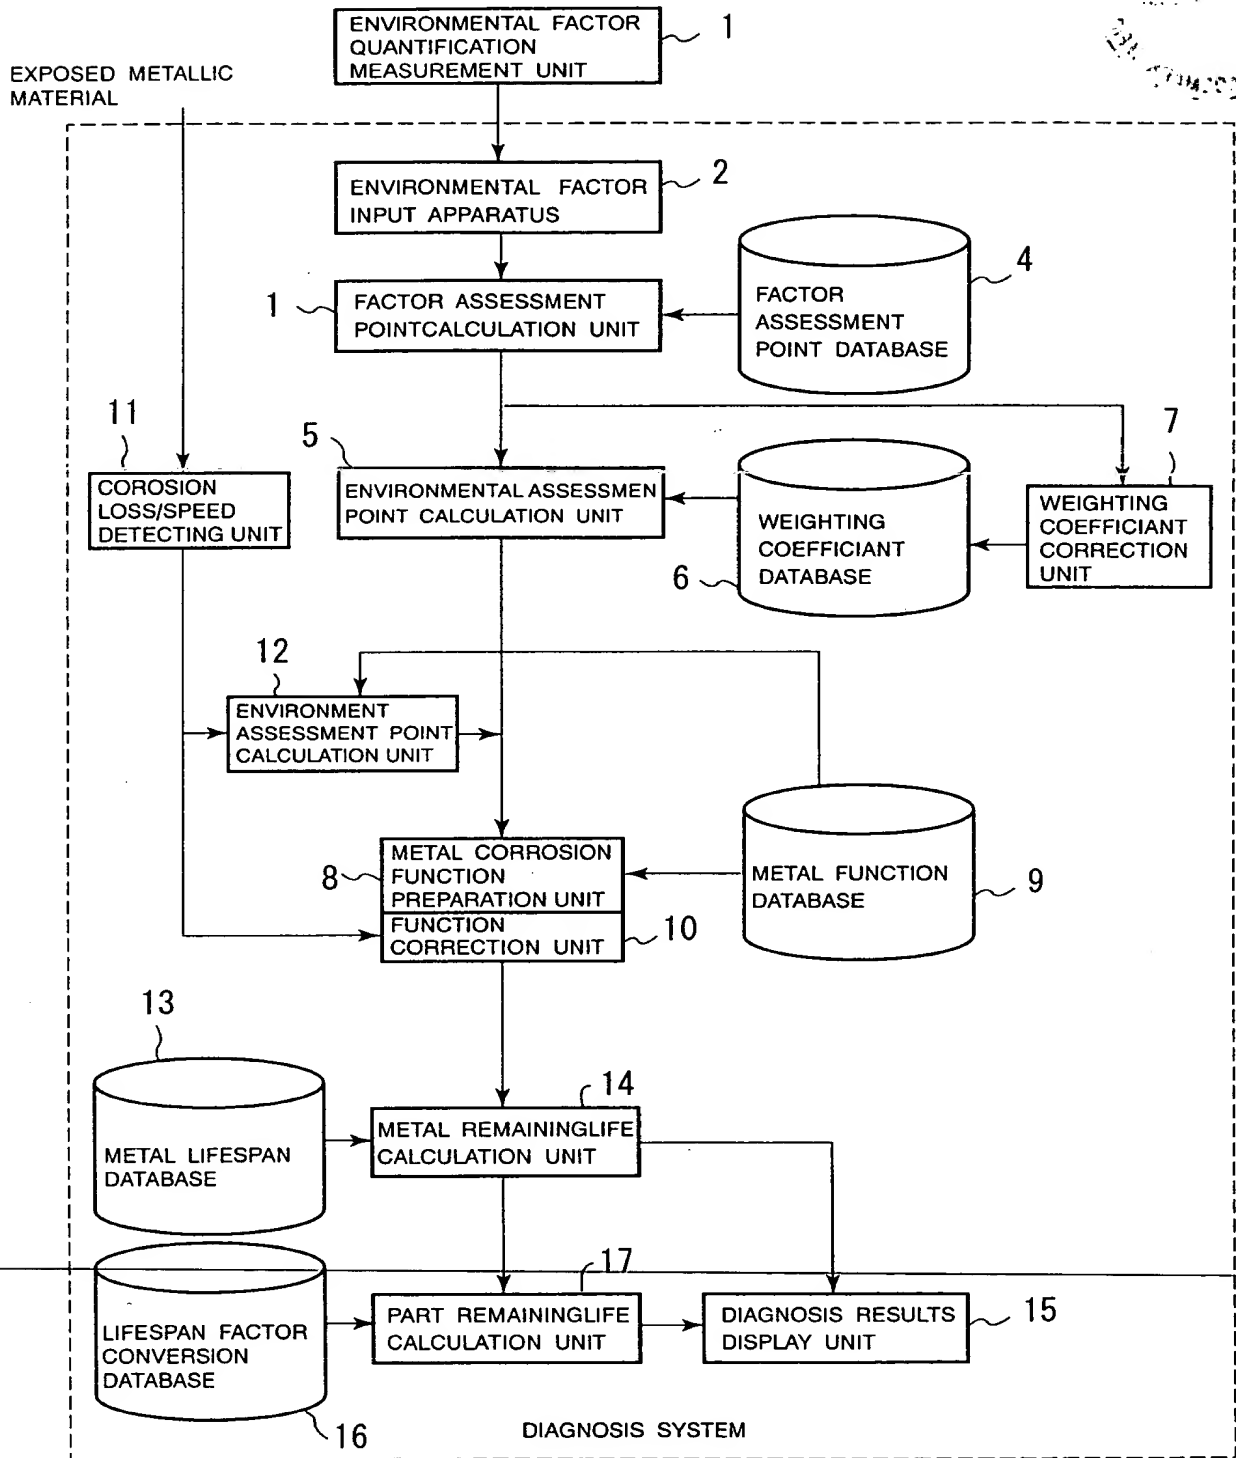 ENVIRONMENTAL FACTOR
QUANTIFICATION
MEASUREMENT UNIT
1
EXPOSED METALLIC
MATERIAL
ENVIRONMENTAL FACTOR
INPUT APPARATUS
2
FACTOR ASSESSMENT
POINTCALCULATION UNIT
1
FACTOR
ASSESSMENT
POINT DATABASE
4
11
COROSION
LOSS/SPEED
DETECTING UNIT
5
ENVIRONMENTAL ASSESSMEN
POINT CALCULATION UNIT
WEIGHTING
COEFFICIANT
DATABASE
6
7
WEIGHTING
COEFFICIANT
CORRECTION
UNIT
12
ENVIRONMENT
ASSESSMENT POINT
CALCULATION UNIT
8
METAL CORROSION
FUNCTION
PREPARATION UNIT
FUNCTION
CORRECTION UNIT
10
METAL FUNCTION
DATABASE
9
13
METAL LIFESPAN
DATABASE
14
METAL REMAININGLIFE
CALCULATION UNIT
LIFESPAN FACTOR
CONVERSION
DATABASE
16
17
PART REMAININGLIFE
CALCULATION UNIT
DIAGNOSIS RESULTS
DISPLAY UNIT
15
DIAGNOSIS SYSTEM